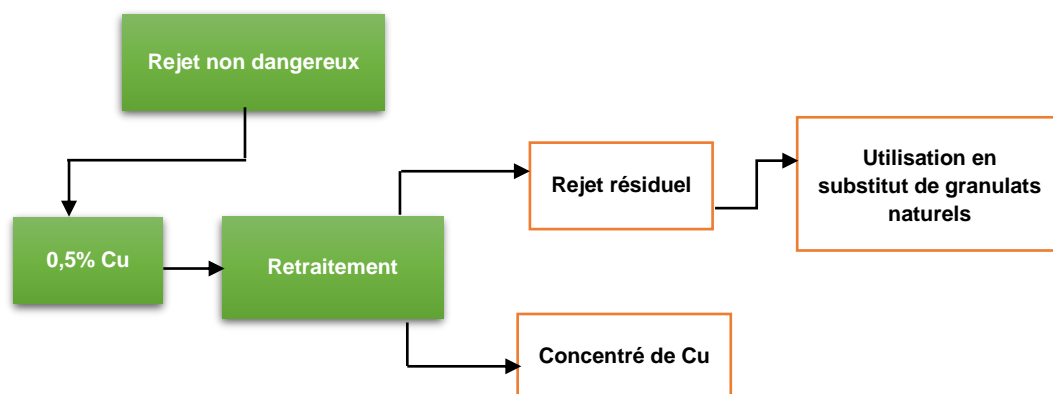 Rejet non dangereux
0,5% Cu
Retraitement
Rejet résiduel
Utilisation en
substitut de granulats
naturels
Concentré de Cu